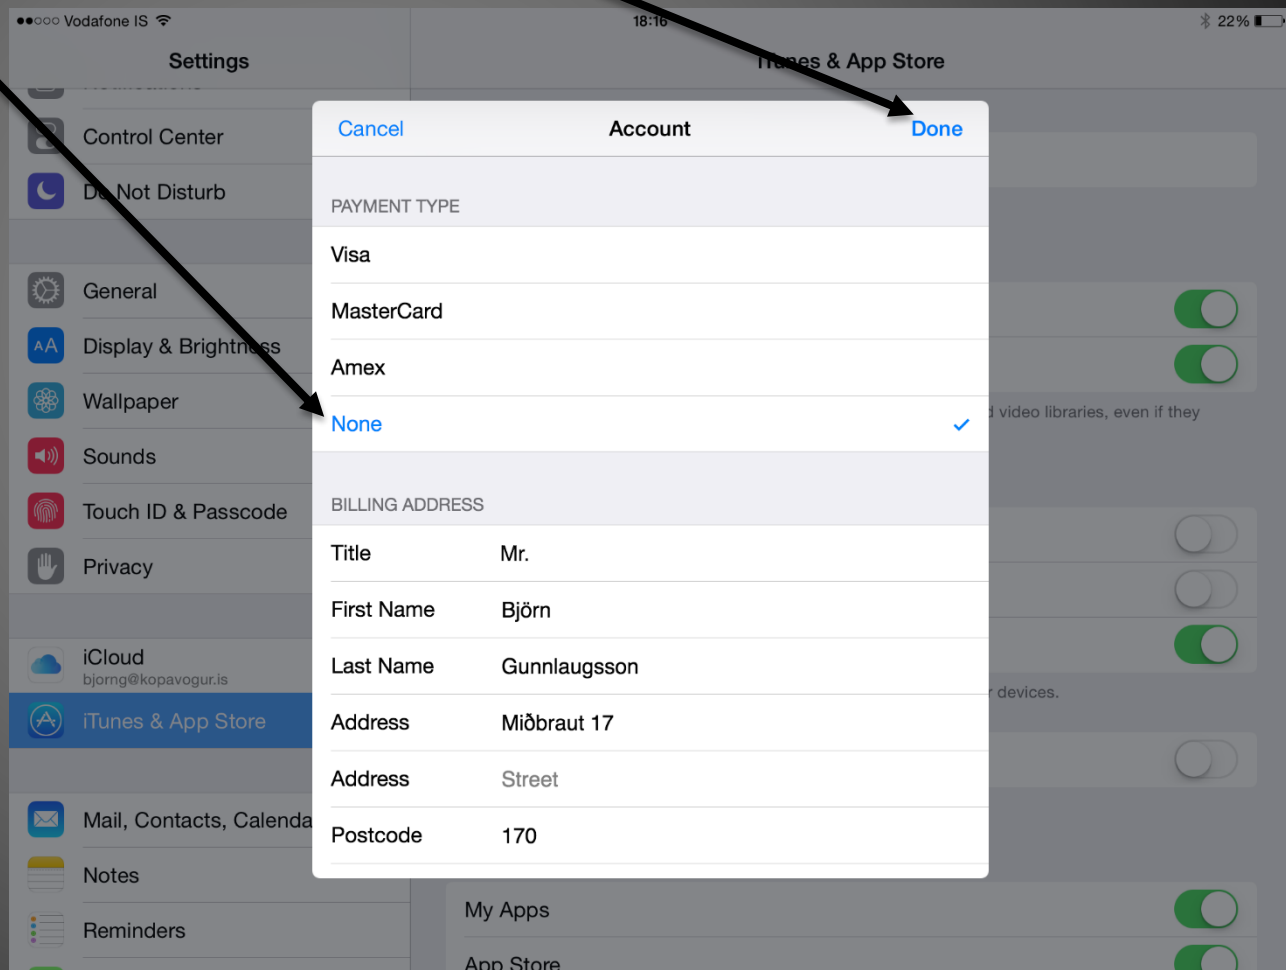 Vodafone IS
18:16
22%
Settings
iTunes & App Store
Control Center
Do Not Disturb
General
AA
Display & Brightness
Wallpaper
Sounds
Touch ID & Passcode
Privacy
iCloud
bjorng@kopavogur.is
iTunes & App Store
Mail, Contacts, Calenda
Notes
Reminders
Cancel
Account
Done
PAYMENT TYPE
Visa
MasterCard
Amex
None
BILLING ADDRESS
Title Mr.
First Name Björn
Last Name Gunnlaugsson
Address Miðbraut 17
Address Street
Postcode 170
video libraries, even if they
devices.
My Apps
App Store